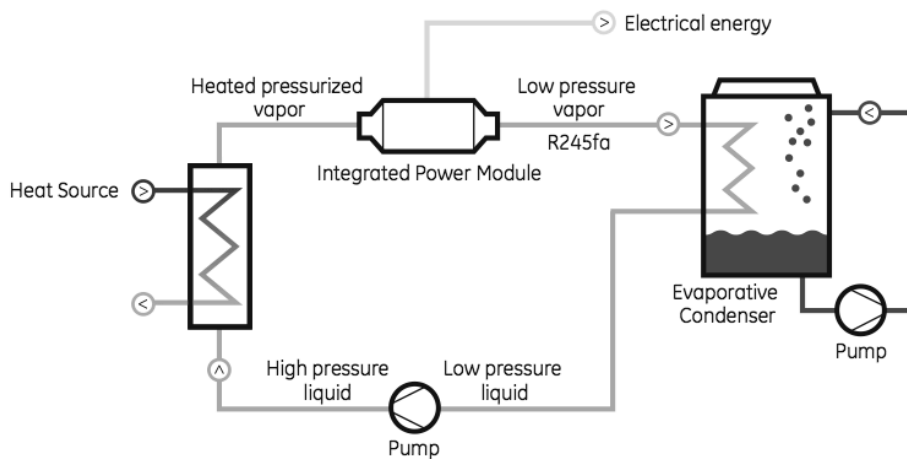 Electrical energy
Heated pressurized
vapor
Low pressure
vapor
R245fa
Integrated Power Module
Heat Source
Evaporative
Condenser
Pump
High pressure
liquid
Low pressure
liquid
Pump